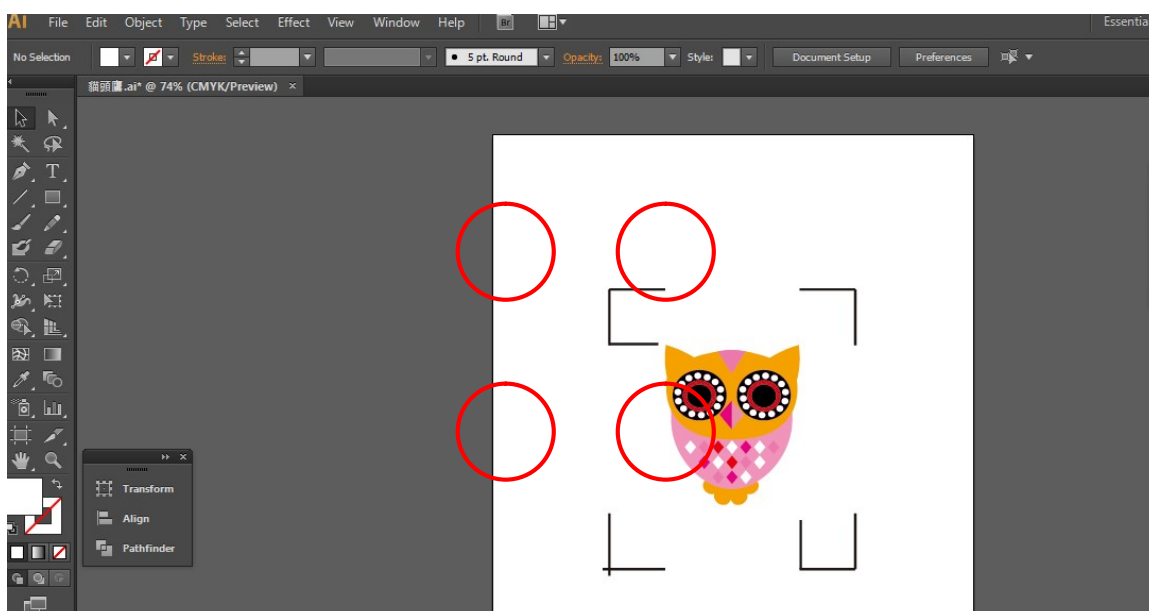 Ai File Edit Object Type Select Effect View Window Help Br Essentia
No Selection Stroke: 5 pt. Round Opacity: 100% Style: Document Setup Preferences
貓頭鷹.ai* @ 74% (CMYK/Preview) ×
T
Transform
Align
Pathfinder